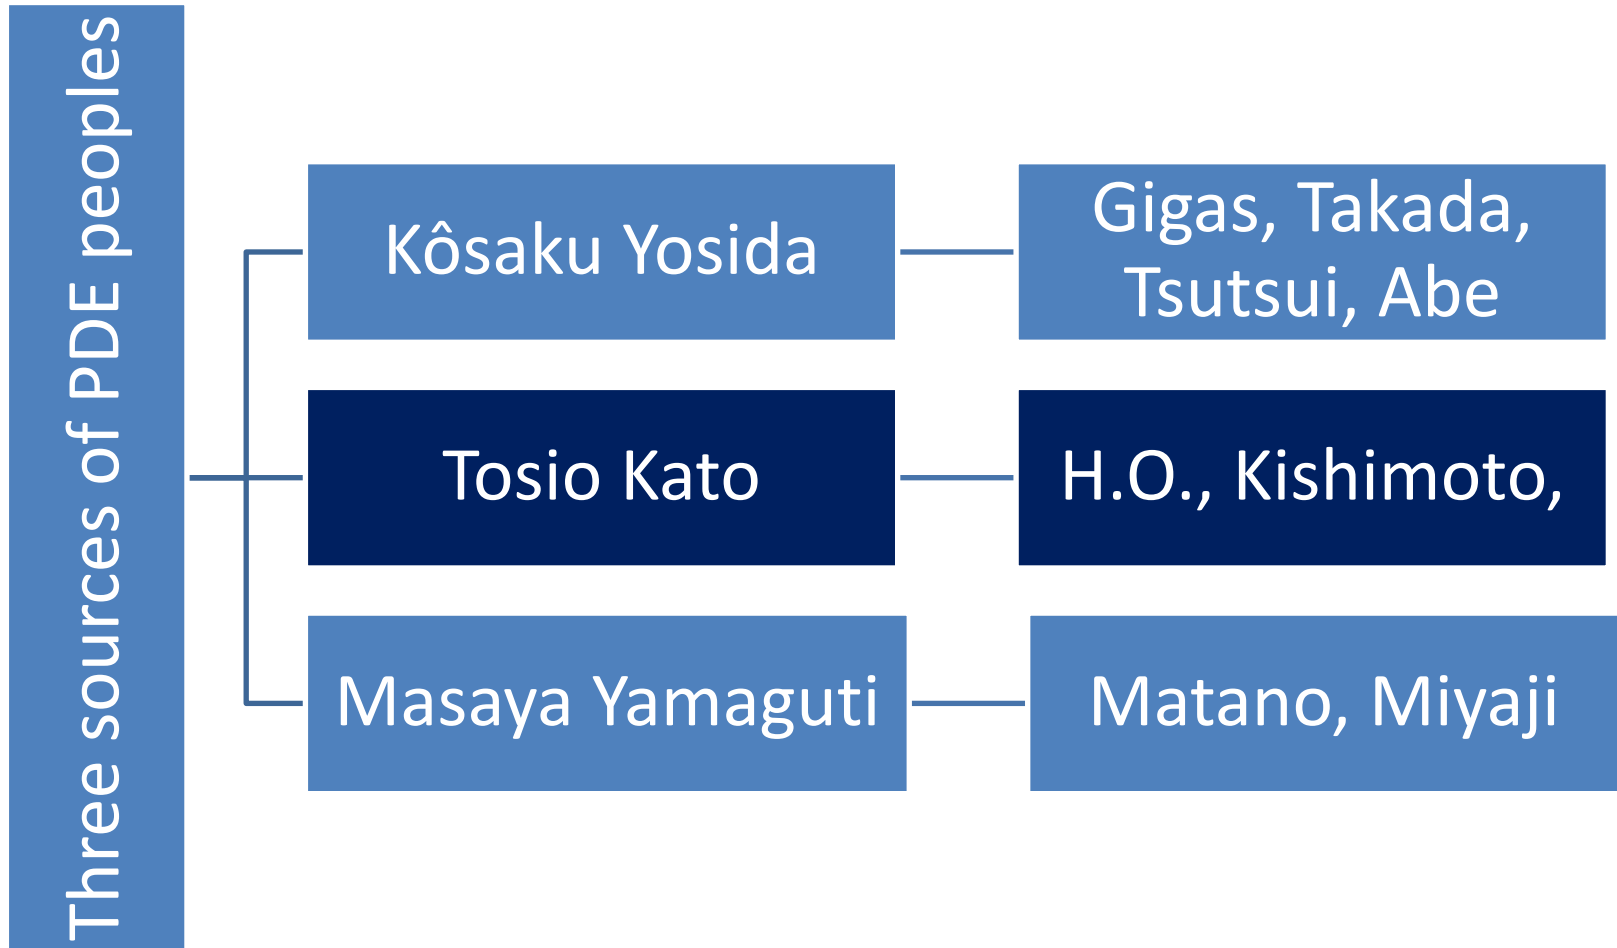 Three sources of PDE peoples
Kôsaku Yosida
Gigas, Takada,
Tsutsui, Abe
Tosio Kato
H.O., Kishimoto,
Masaya Yamaguti
Matano, Miyaji